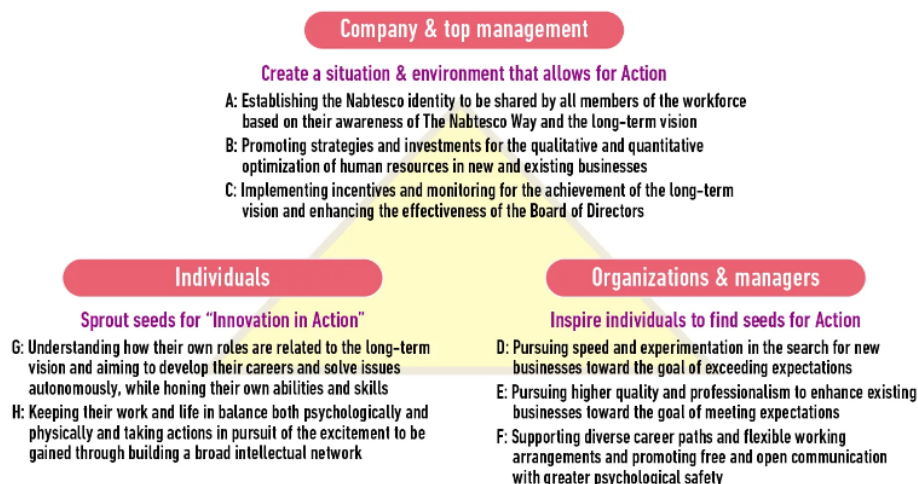 Company & top management
Create a situation & environment that allows for Action
A: Establishing the Nabtesco identity to be shared by all members of the workforce
based on their awareness of The Nabtesco Way and the long-term vision
B: Promoting strategies and investments for the qualitative and quantitative
optimization of human resources in new and existing businesses
C: Implementing incentives and monitoring for the achievement of the long-term
vision and enhancing the effectiveness of the Board of Directors
Individuals
Sprout seeds for “Innovation in Action”
G: Understanding how their own roles are related to the long-term
vision and aiming to develop their careers and solve issues
autonomously, while honing their own abilities and skills
H: Keeping their work and life in balance both psychologically and
physically and taking actions in pursuit of the excitement to be
gained through building a broad intellectual network
Organizations & managers
Inspire individuals to find seeds for Action
D: Pursuing speed and experimentation in the search for new
businesses toward the goal of exceeding expectations
E: Pursuing higher quality and professionalism to enhance existing
businesses toward the goal of meeting expectations
F: Supporting diverse career paths and flexible working
arrangements and promoting free and open communication
with greater psychological safety